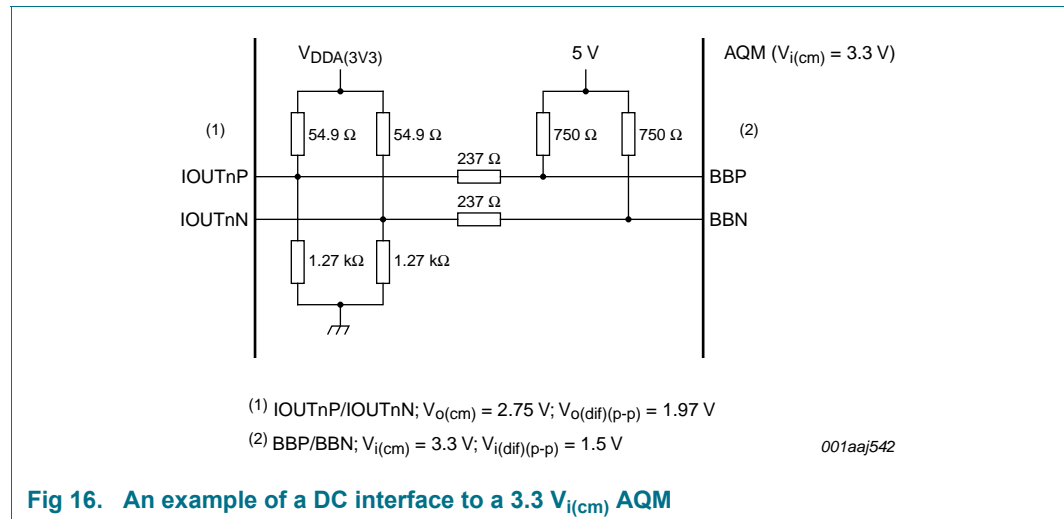 V_DDA(3V3)
5 V
AQM (V_i(cm) = 3.3 V)
(1)
54.9 Ω
54.9 Ω
750 Ω
750 Ω
(2)
237 Ω
IOUTnP
BBP
237 Ω
IOUTnN
BBN
1.27 kΩ
1.27 kΩ
(1) IOUTnP/IOUTnN; V_o(cm) = 2.75 V; V_o(dif)(p-p) = 1.97 V
(2) BBP/BBN; V_i(cm) = 3.3 V; V_i(dif)(p-p) = 1.5 V
001aaj542
Fig 16. An example of a DC interface to a 3.3 V_i(cm) AQM